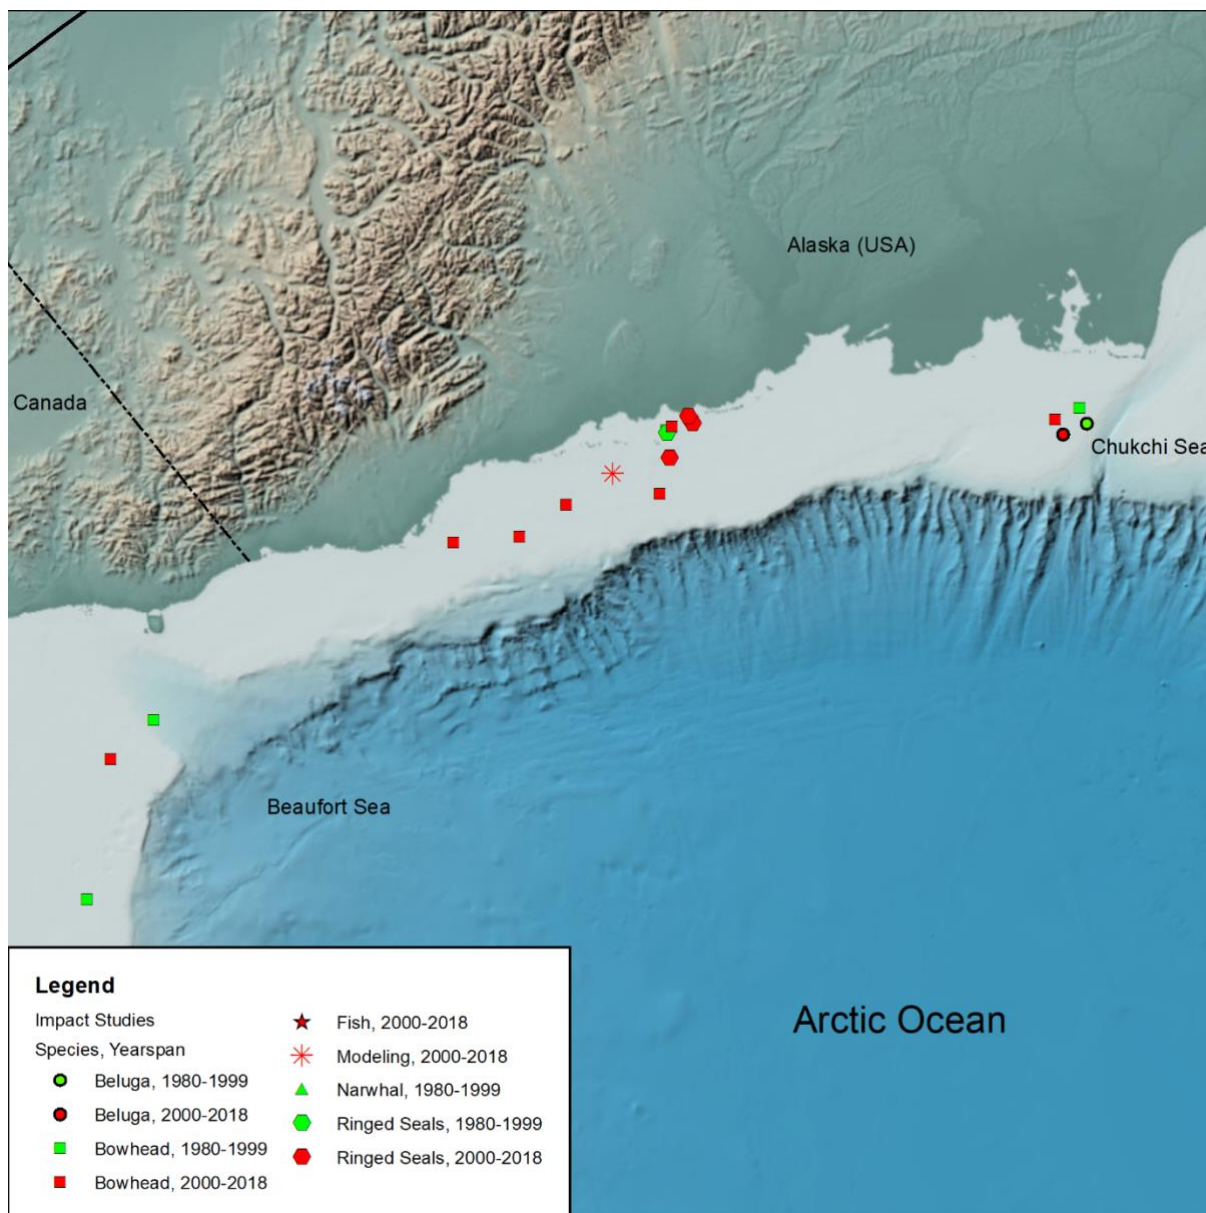 Alaska (USA)
Canada
Chukchi Sea
Beaufort Sea
Arctic Ocean
Legend
Impact Studies
Species, Yearspan
Beluga, 1980-1999
Beluga, 2000-2018
Bowhead, 1980-1999
Bowhead, 2000-2018
Fish, 2000-2018
Modeling, 2000-2018
Narwhal, 1980-1999
Ringed Seals, 1980-1999
Ringed Seals, 2000-2018